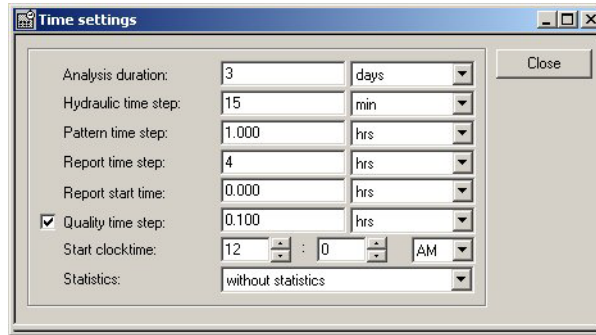 Time settings
Close
Analysis duration: 3 days
Hydraulic time step: 15 min
Pattern time step: 1.000 hrs
Report time step: 4 hrs
Report start time: 0.000 hrs
Quality time step: 0.100 hrs
Start clocktime: 12 : 0 AM
Statistics: without statistics